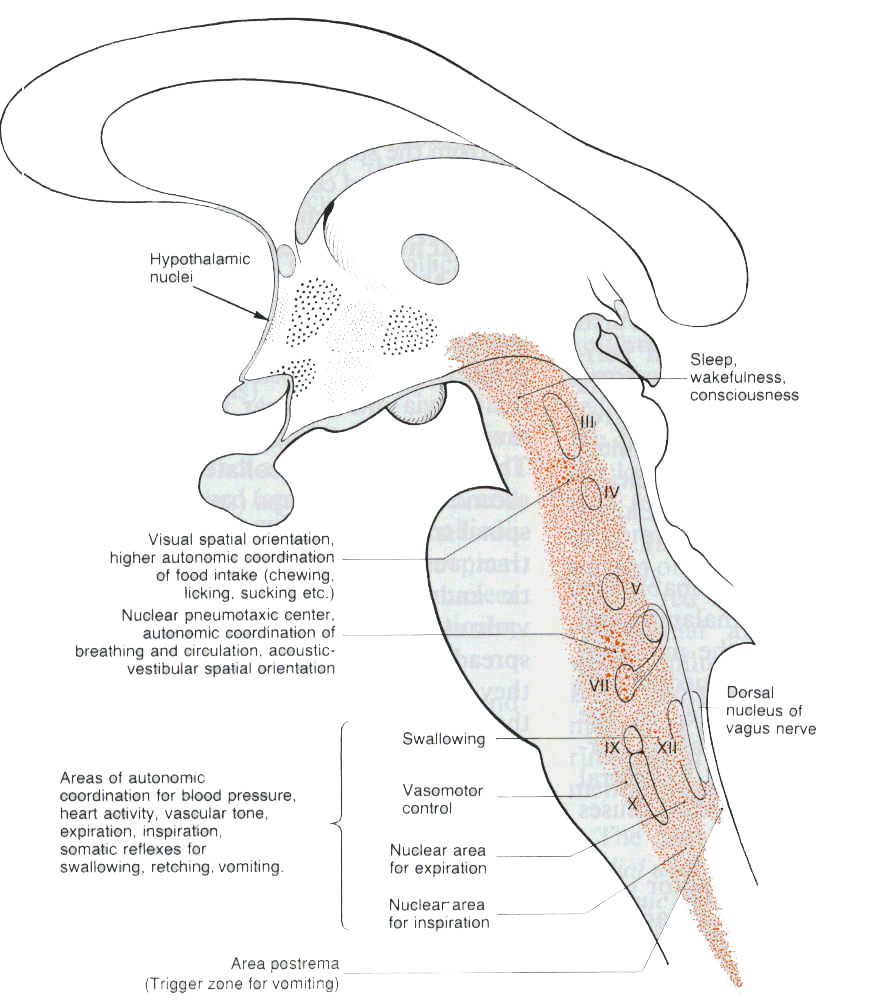 Hypothalamic
nuclei
Sleep,
wakefulness,
consciousness
III
IV
Visual spatial orientation,
higher autonomic coordination
of food intake (chewing,
licking, sucking etc.)
V
Nuclear pneumotaxic center,
autonomic coordination of
breathing and circulation, acoustic-
vestibular spatial orientation
VII
Dorsal
nucleus of
vagus nerve
Swallowing
IX
XII
Areas of autonomic
coordination for blood pressure,
heart activity, vascular tone,
expiration, inspiration,
somatic reflexes for
swallowing, retching, vomiting.
Vasomotor
control
X
Nuclear area
for expiration
Nuclear area
for inspiration
Area postrema
(Trigger zone for vomiting)